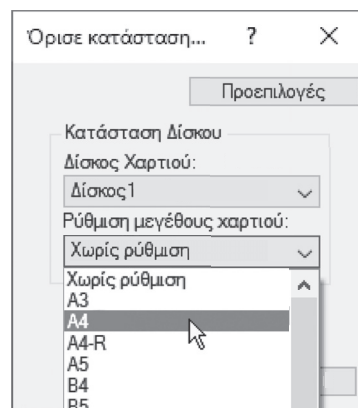 Όρισε κατάσταση... ?
Προεπιλογές
Κατάσταση Δίσκου
Δίσκος Χαρτιού:
Δίσκος1
Ρύθμιση μεγέθους χαρτιού:
Χωρίς ρύθμιση
Χωρίς ρύθμιση
A3
A4
A4-R
A5
B4
B5